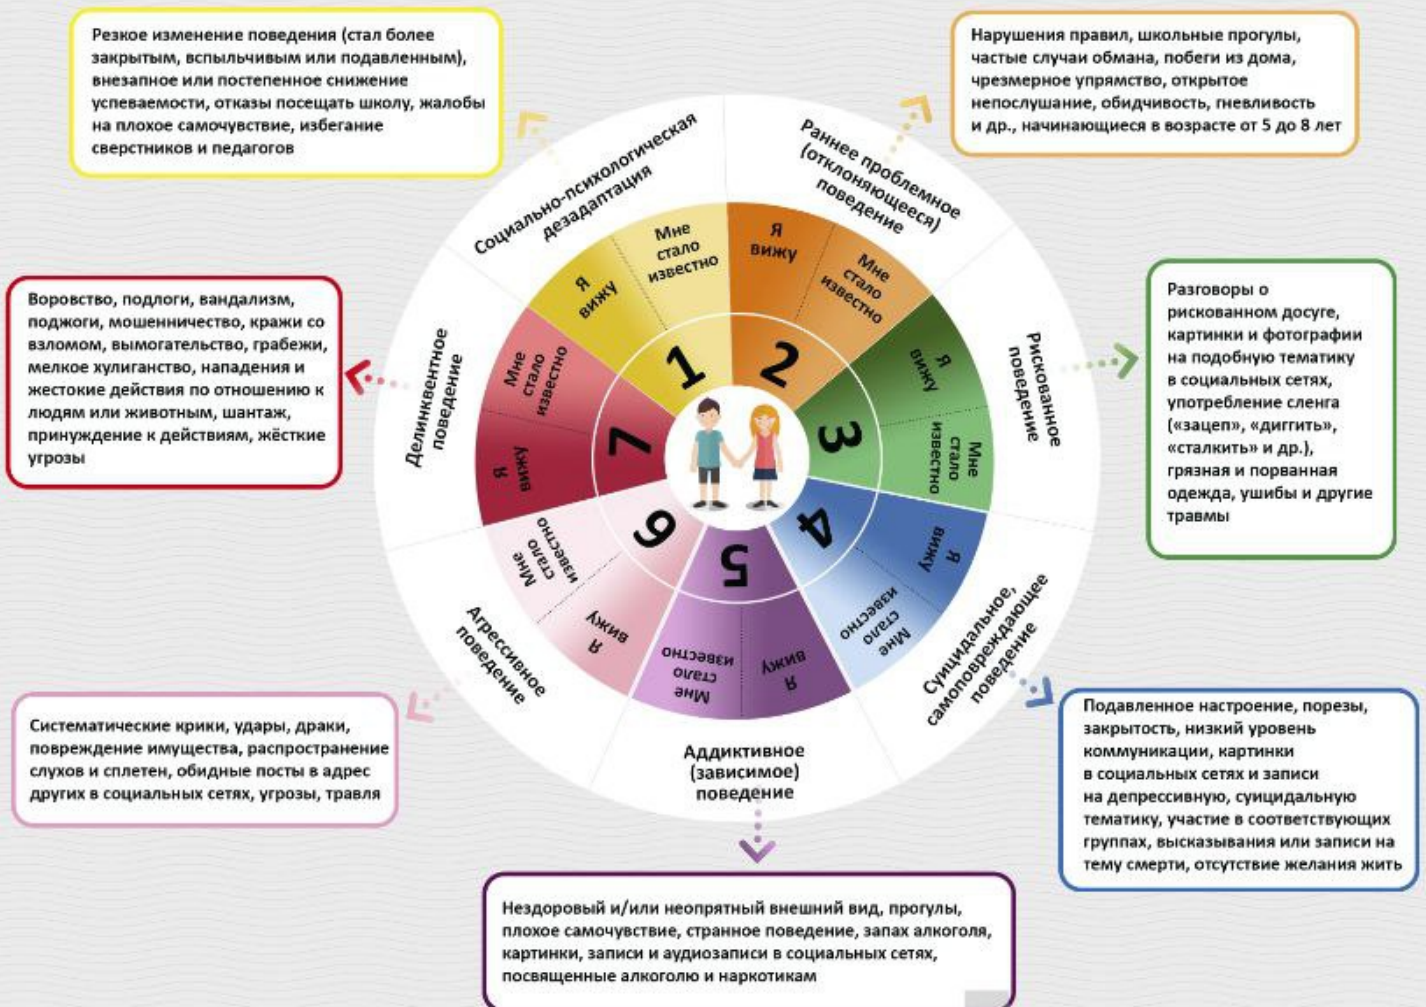 Резкое изменение поведения (стал более
закрытым, вспыльчивым или подавленным),
внезапное или постепенное снижение
успеваемости, отказы посещать школу, жалобы
на плохое самочувствие, избегание
сверстников и педагогов
Нарушения правил, школьные прогулы,
частые случаи обмана, побеги из дома,
чрезмерное упрямство, открытое
непослушание, обидчивость, гневливость
и др., начинающиеся в возрасте от 5 до 8 лет
Социально-психологическая
дезадаптация
Я
вижу
Мне
стало
известно
1
Раннее проблемное
(отклоняющееся)
поведение
Я
вижу
Мне
стало
известно
2
Рискованное
поведение
Я
вижу
Мне
стало
известно
3
Разговоры о
рискованном досуге,
картинки и фотографии
на подобную тематику
в социальных сетях,
употребление сленга
(«зацеп», «диггить»,
«сталкить» и др.),
грязная и порванная
одежда, ушибы и другие
травмы
Суицидальное,
самоповреждающее
поведение
Я
вижу
Мне
стало
известно
4
Подавленное настроение, порезы,
закрытость, низкий уровень
коммуникации, картинки
в социальных сетях и записи
на депрессивную, суицидальную
тематику, участие в соответствующих
группах, высказывания или записи на
тему смерти, отсутствие желания жить
5
Я
вижу
Мне
стало
известно
Аддиктивное
(зависимое)
поведение
Нездоровый и/или неопрятный внешний вид, прогулы,
плохое самочувствие, странное поведение, запах алкоголя,
картинки, записи и аудиозаписи в социальных сетях,
посвященные алкоголю и наркотикам
6
Я
вижу
Мне
стало
известно
Агрессивное
поведение
Систематические крики, удары, драки,
повреждение имущества, распространение
слухов и сплетен, обидные посты в адрес
других в социальных сетях, угрозы, травля
7
Я
вижу
Мне
стало
известно
Делинквентное
поведение
Воровство, подлоги, вандализм,
поджоги, мошенничество, кражи со
взломом, вымогательство, грабежи,
мелкое хулиганство, нападения и
жестокие действия по отношению к
людям или животным, шантаж,
принуждение к действиям, жёсткие
угрозы